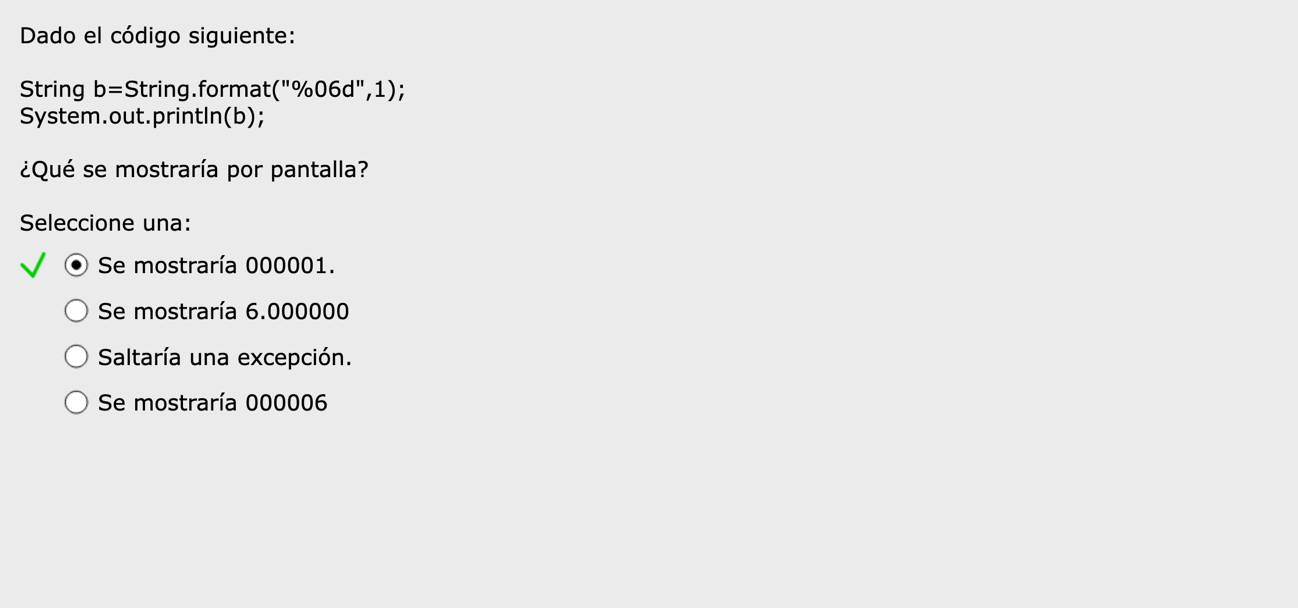 Dado el código siguiente:
String b=String.format("%06d",1);
System.out.println(b);
¿Qué se mostraría por pantalla?
Seleccione una:
Se mostraría 000001.
Se mostraría 6.000000
Saltaría una excepción.
Se mostraría 000006